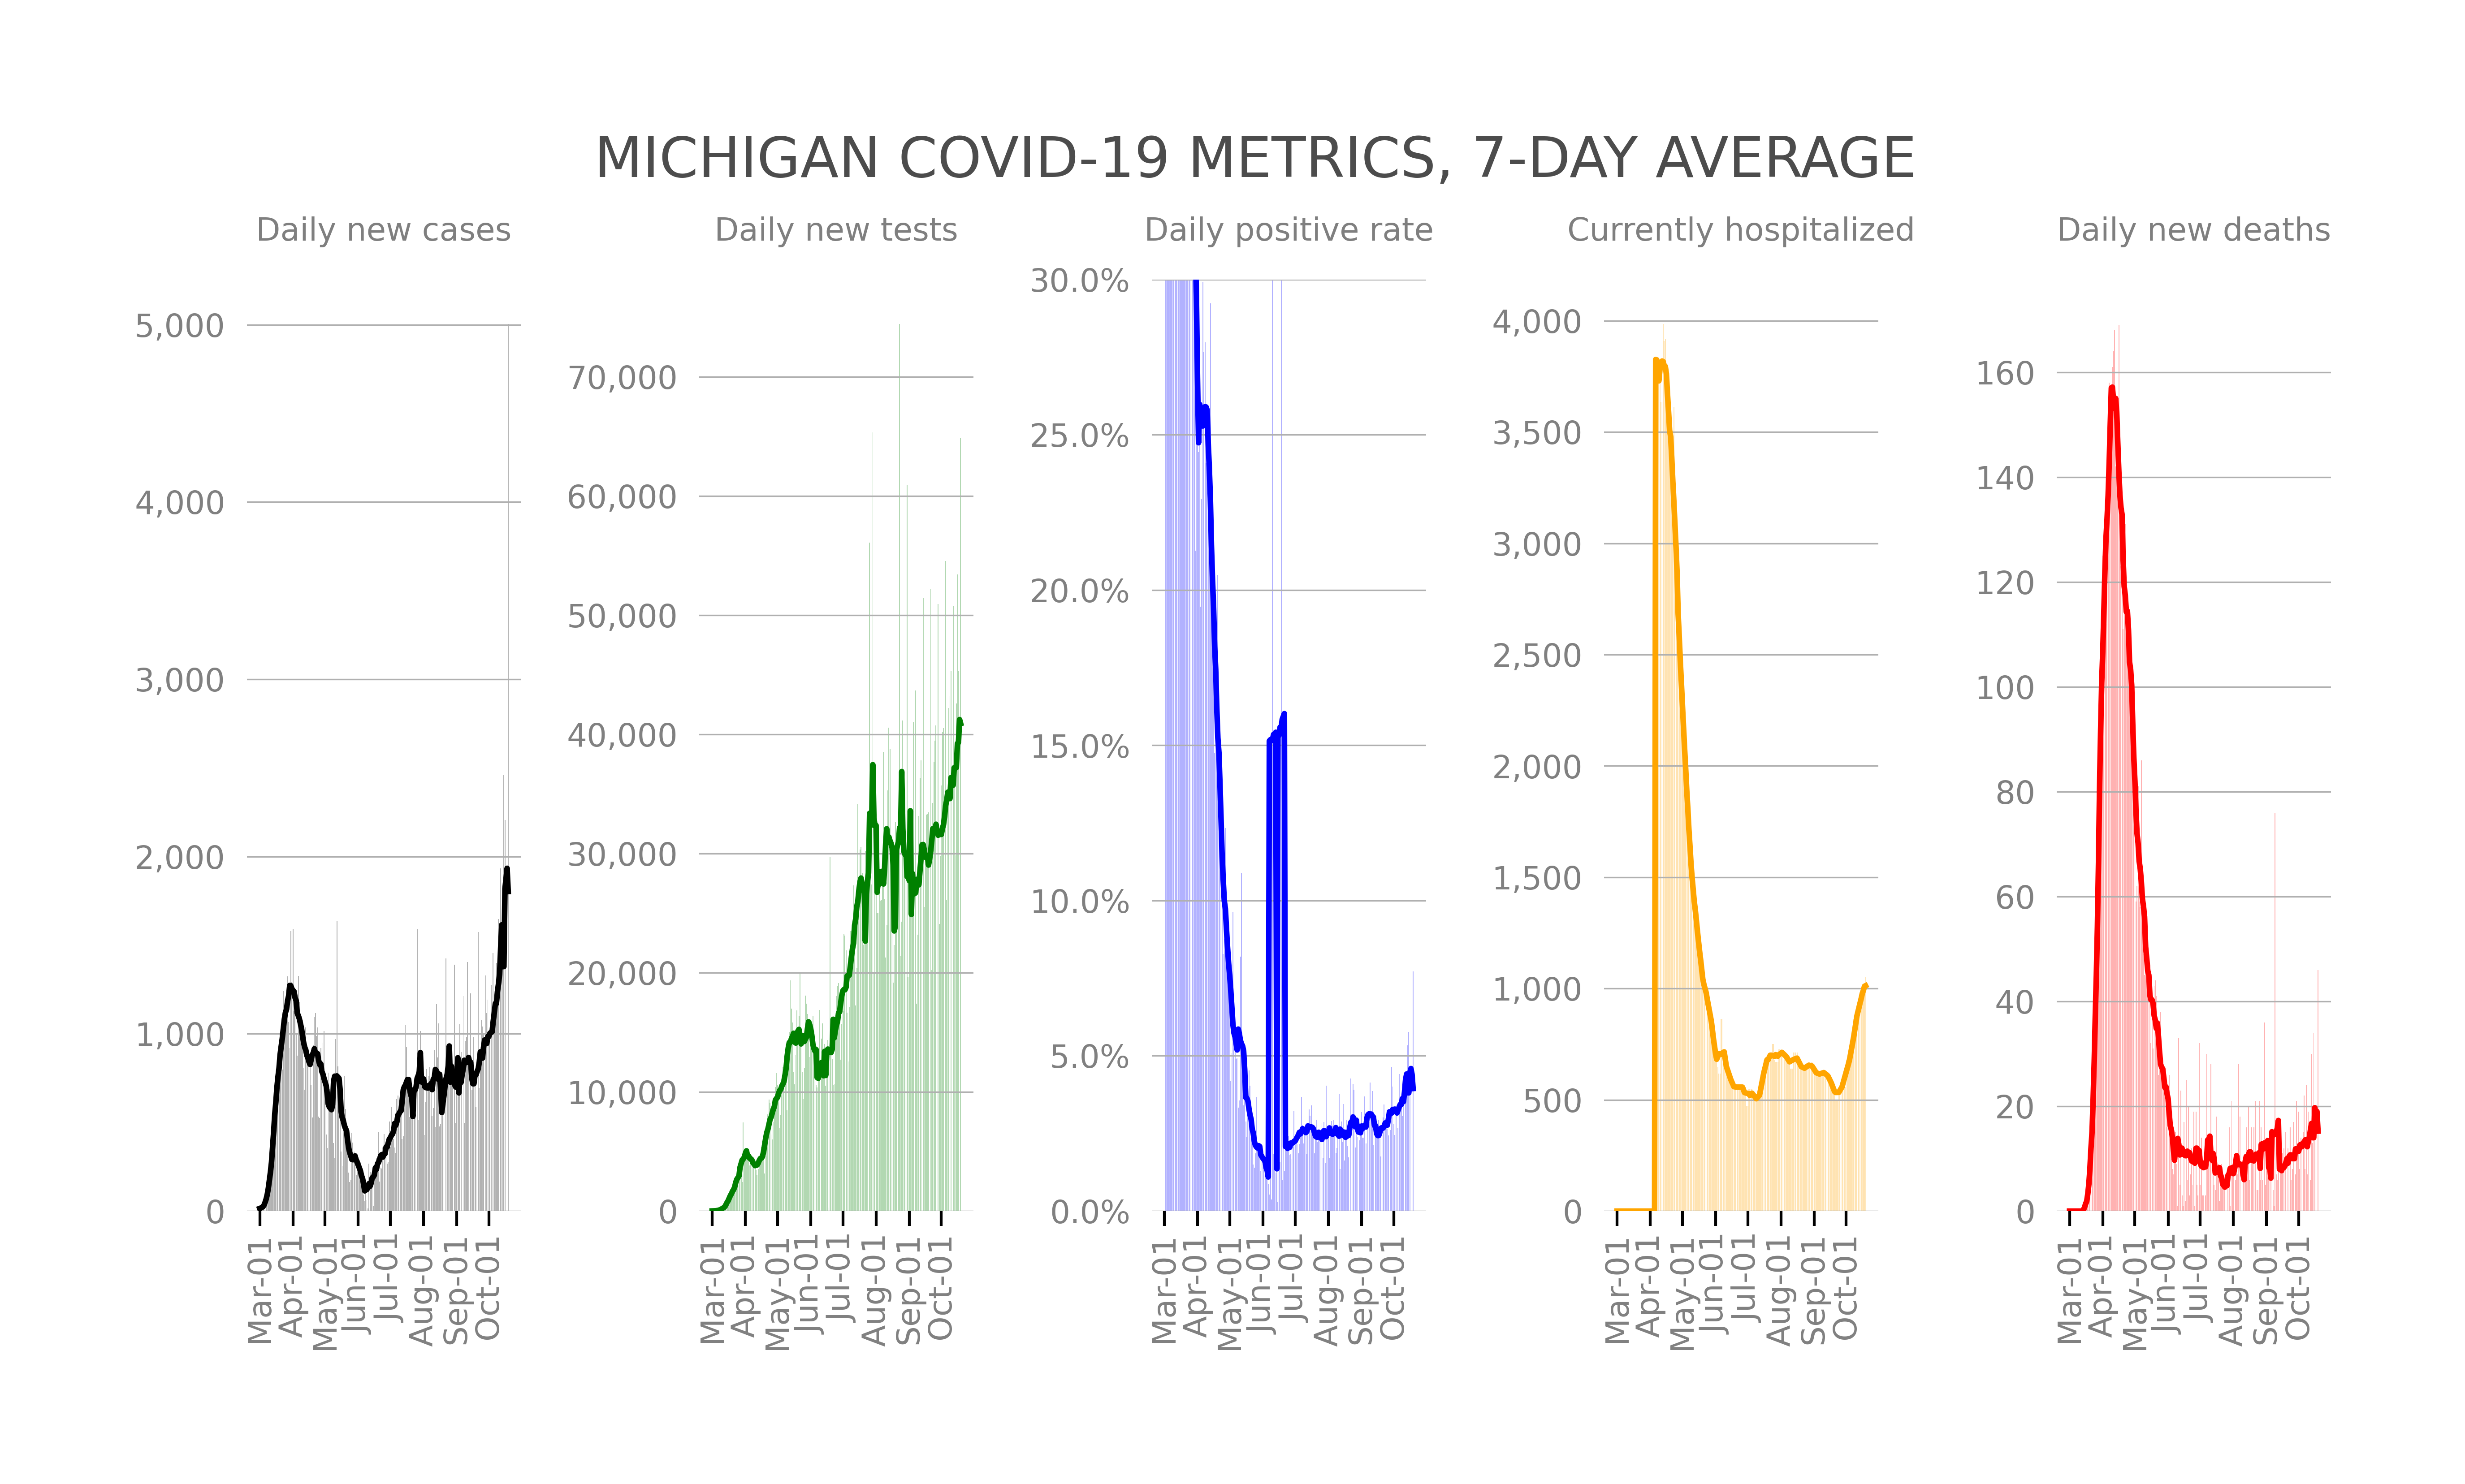 MICHIGAN COVID-19 METRICS, 7-DAY AVERAGE
Daily new cases
5,000
4,000
3,000
2,000
1,000
0
Mar-01
Apr-01
May-01
Jun-01
Jul-01
Aug-01
Sep-01
Oct-01
Daily new tests
70,000
60,000
50,000
40,000
30,000
20,000
10,000
0
Mar-01
Apr-01
May-01
Jun-01
Jul-01
Aug-01
Sep-01
Oct-01
Daily positive rate
30.0%
25.0%
20.0%
15.0%
10.0%
5.0%
0.0%
Mar-01
Apr-01
May-01
Jun-01
Jul-01
Aug-01
Sep-01
Oct-01
Currently hospitalized
4,000
3,500
3,000
2,500
2,000
1,500
1,000
500
0
Mar-01
Apr-01
May-01
Jun-01
Jul-01
Aug-01
Sep-01
Oct-01
Daily new deaths
160
140
120
100
80
60
40
20
0
Mar-01
Apr-01
May-01
Jun-01
Jul-01
Aug-01
Sep-01
Oct-01